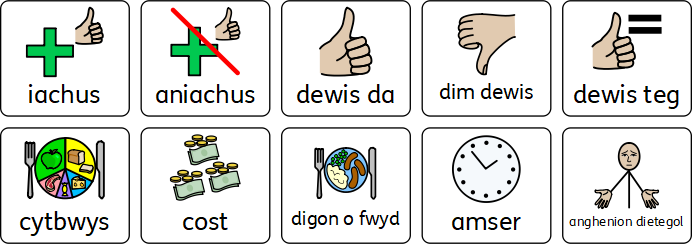 iachus
aniachus
dewis da
dim dewis
dewis teg
cytbwys
cost
digon o fwyd
amser
anghenion dietegol